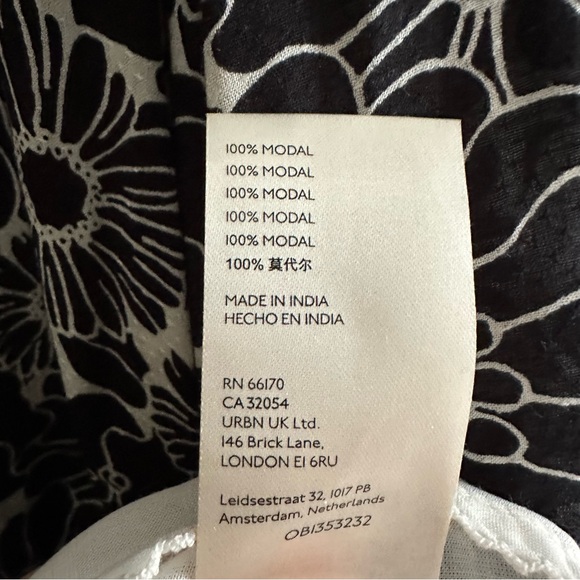 100% MODAL
100% MODAL
100% MODAL
100% MODAL
100% MODAL
100% 莫代尔
MADE IN INDIA
HECHO EN INDIA
RN 66170
CA 32054
URBN UK Ltd.
146 Brick Lane,
LONDON E1 6RU
Leidsestraat 32, 1017 PB
Amsterdam, Netherlands
OB1353232